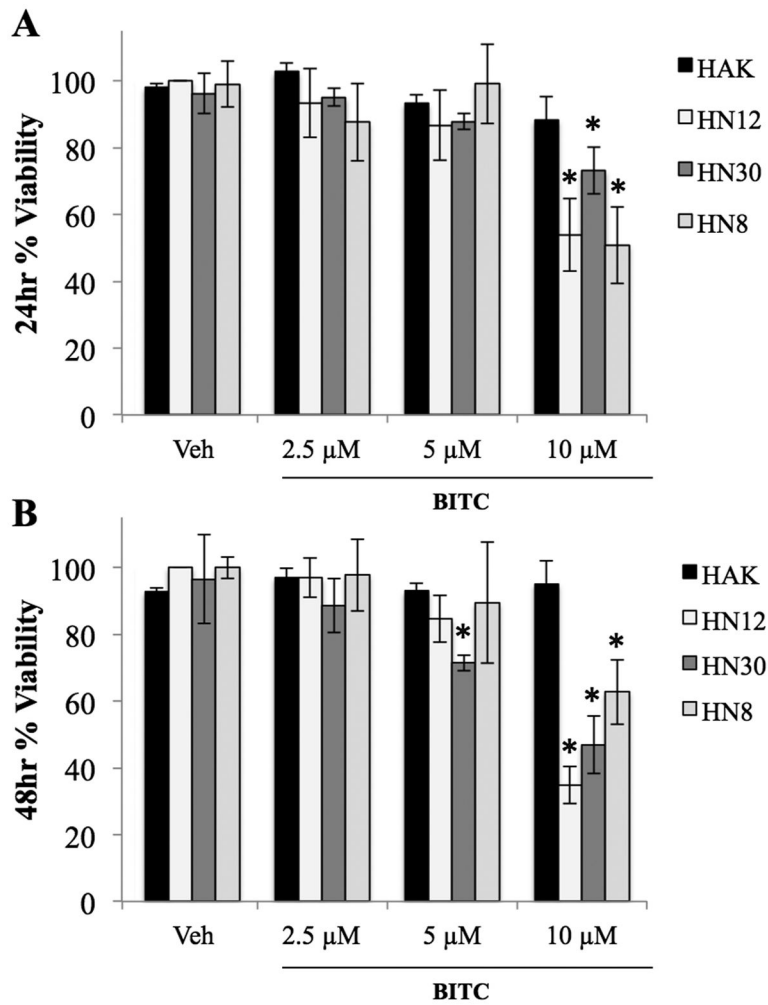 A
24hr % Viability
100
80
60
40
20
0
* * *
HAK
HN12
HN30
HN8
Veh 2.5 µM 5 µM 10 µM
BITC
B
48hr % Viability
100
80
60
40
20
0
* * * *
HAK
HN12
HN30
HN8
Veh 2.5 µM 5 µM 10 µM
BITC